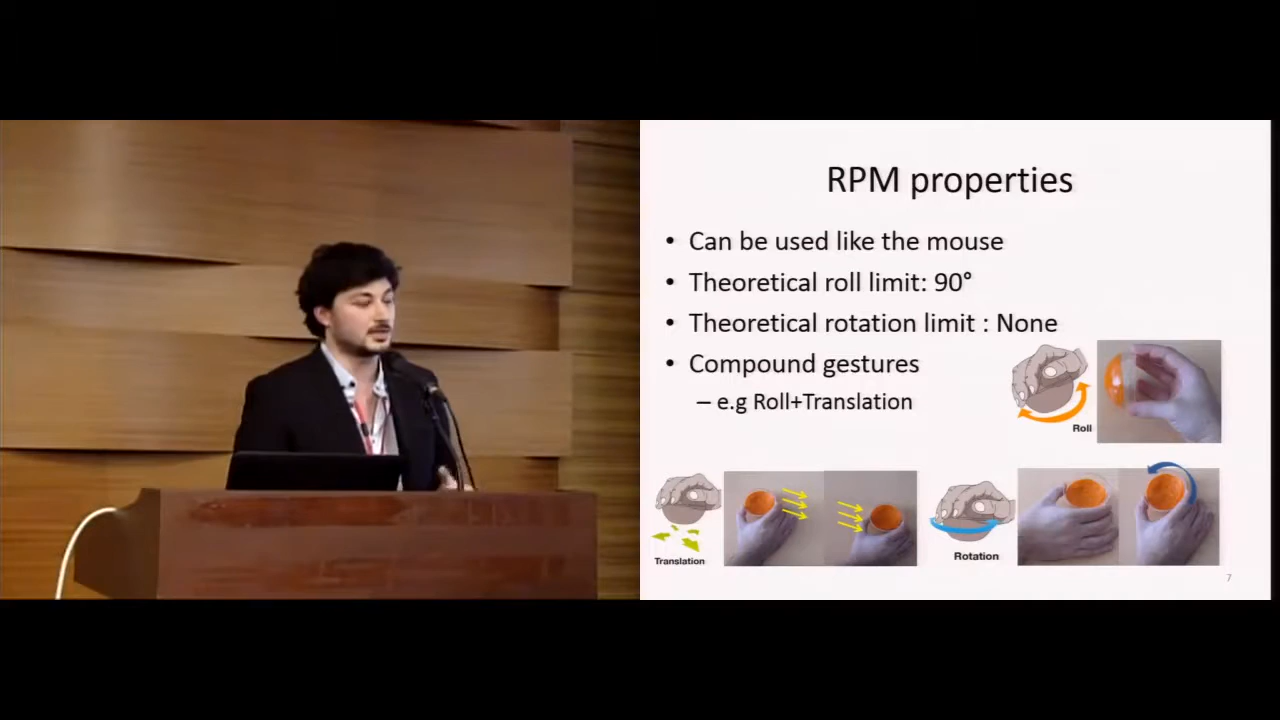 RPM properties
• Can be used like the mouse
• Theoretical roll limit: 90°
• Theoretical rotation limit : None
• Compound gestures
– e.g Roll+Translation
Roll
Translation
Rotation
7